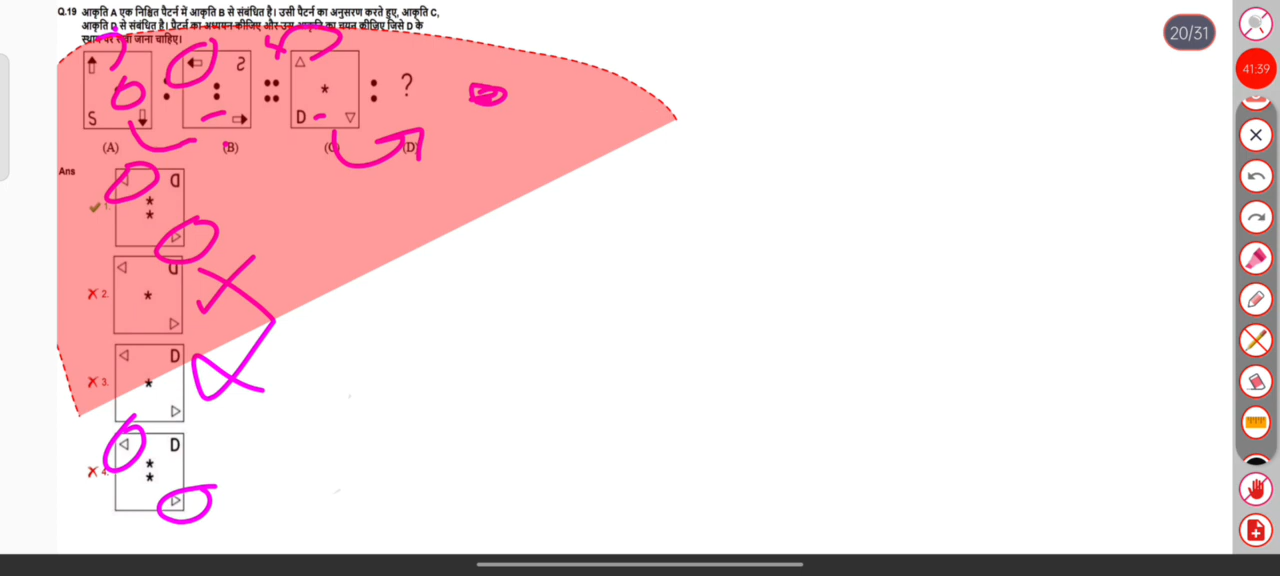 20/31
41:39
Q.19 आकृति A एक निश्चित पैटर्न में आकृति B से संबंधित है। उसी पैटर्न का अनुसरण करते हुए, आकृति C,
आकृति D से संबंधित है। पैटर्न का अध्ययन कीजिए और उस आकृति का चयन कीजिए जिसे D के
स्थान पर रखा जाना चाहिए।
S : : :: D : ?
(A) (B) (C) (D)
Ans
1.
2.
3. D
4. D